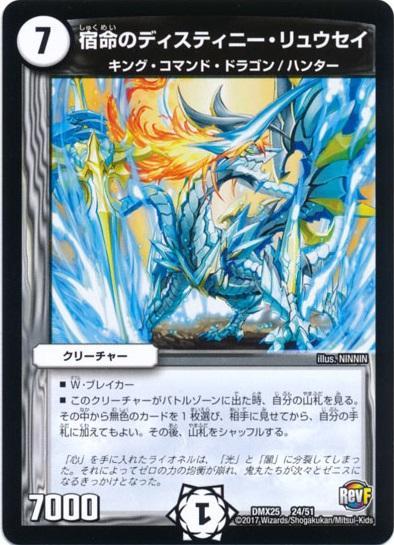 7
しゅくめい
宿命のディスティニー・リュウセイ
キング・コマンド・ドラゴン/ハンター
illus. NINNIN
クリーチャー
■ W・ブレイカー
■ このクリーチャーがバトルゾーンに出た時、自分の山札を見る。
その中から無色のカードを1枚選び、相手に見せてから、自分の手
札に加えてもよい。その後、山札をシャッフルする。
「心」を手に入れたライオネルは、「光」と「闇」に分裂してしまっ
た。それによってゼロの力の均衡が崩れ、鬼丸たちが次々とゼニスに
なるきっかけとなった。
7000
1
DMX25 24/51
©2017 Wizards/Shogakukan/Mitsui-Kids
RevF